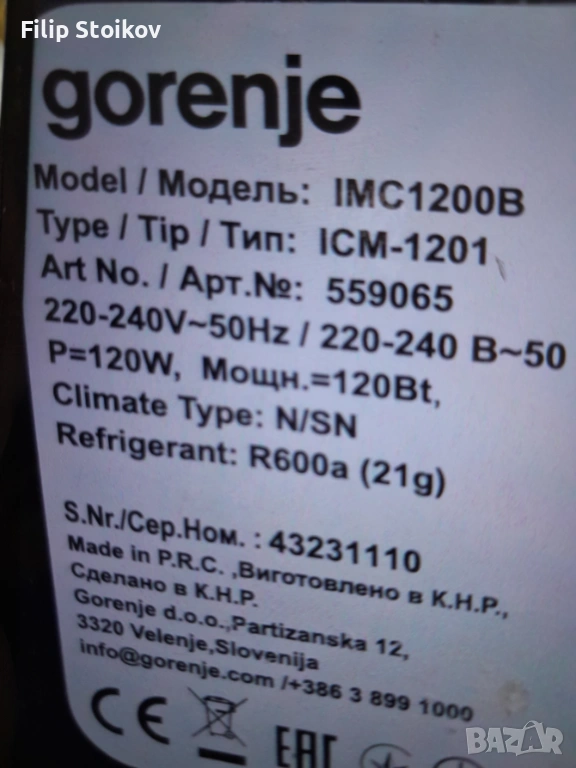 Filip Stoikov
gorenje
Model / Модель: IMC1200B
Type / Tip / Тип: ICM-1201
Art No. / Арт.№: 559065
220-240V~50Hz / 220-240 В~50
P=120W, Мощн.=120Bt,
Climate Type: N/SN
Refrigerant: R600a (21g)
S.Nr./Сер.Ном. : 43231110
Made in P.R.C. ,Виготовлено в К.Н.Р.,
Сделано в К.Н.Р.
Gorenje d.o.o.,Partizanska 12,
3320 Velenje,Slovenija
info@gorenje.com /+386 3 899 1000
CE
EAC
BAZAR